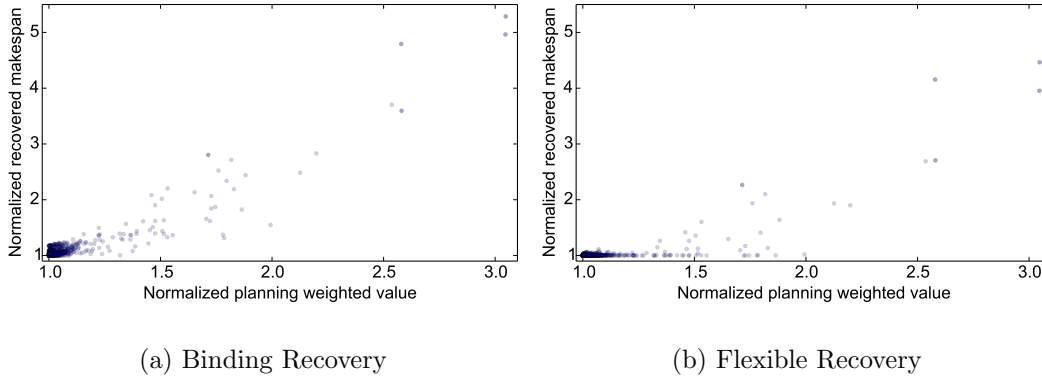 Normalized recovered makespan
5
4
3
2
1
1.0 1.5 2.0 2.5 3.0
Normalized planning weighted value
(a) Binding Recovery
Normalized recovered makespan
5
4
3
2
1
1.0 1.5 2.0 2.5 3.0
Normalized planning weighted value
(b) Flexible Recovery